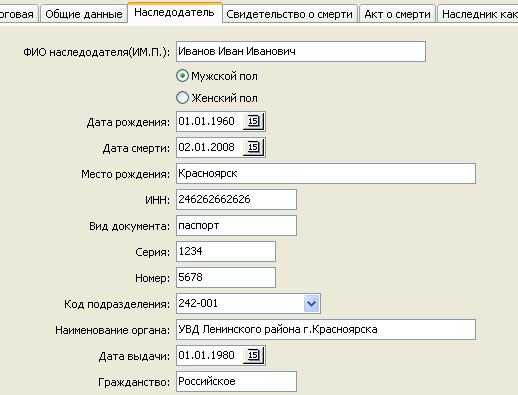 оговая Общие данные Наследодатель Свидетельство о смерти Акт о смерти Наследник как
ФИО наследодателя(ИМ.П.): Иванов Иван Иванович
Мужской пол
Женский пол
Дата рождения: 01.01.1960 15
Дата смерти: 02.01.2008 15
Место рождения: Красноярск
ИНН: 246262662626
Вид документа: паспорт
Серия: 1234
Номер: 5678
Код подразделения: 242-001
Наименование органа: УВД Ленинского района г.Красноярска
Дата выдачи: 01.01.1980 15
Гражданство: Российское